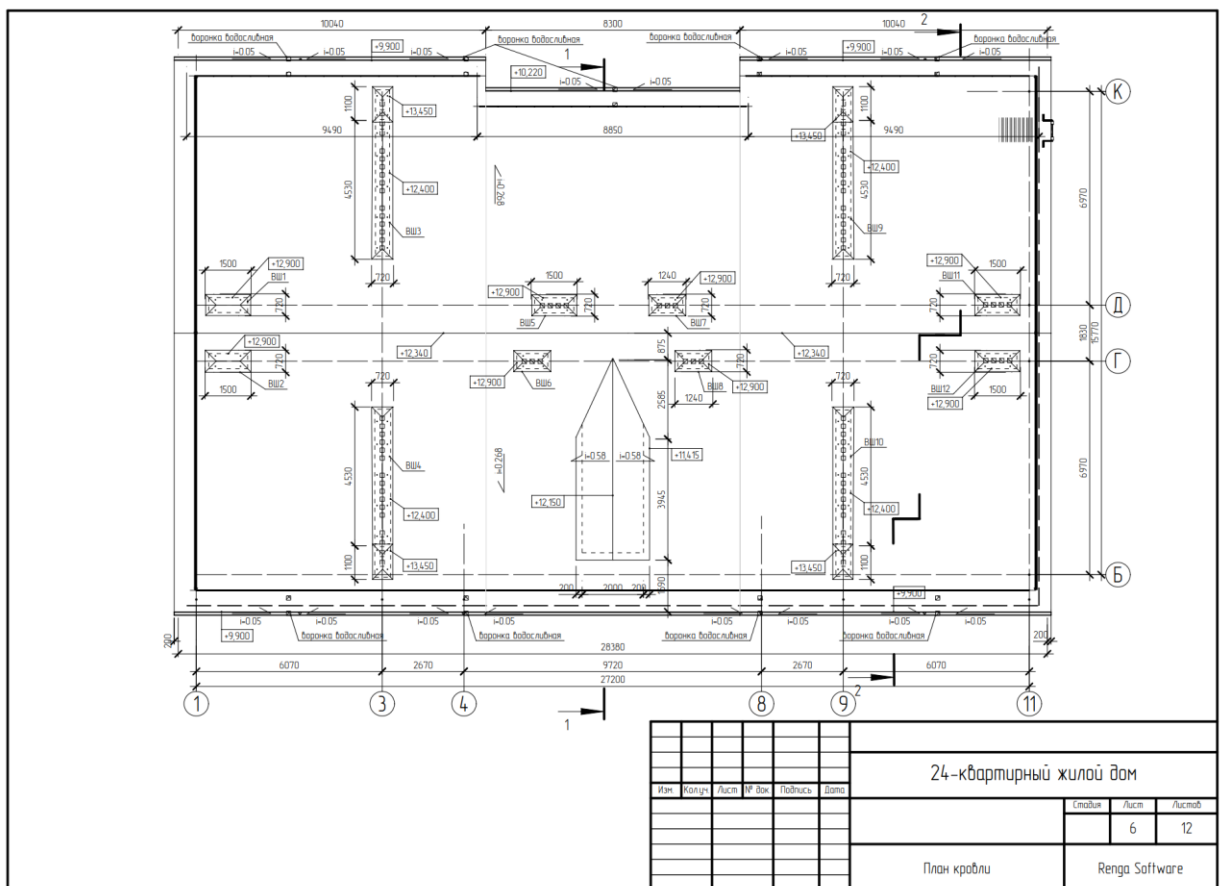 10040 8300 10040 2
воронка водосливная воронка водосливная воронка водосливная воронка водосливная
i=0.05 i=0.05 +9,900 i=0.05 1 i=0.05 i=0.05 +9,900 i=0.05
+10,220 i=0.05 i=0.05
К
1100 +13,450 1100
9490 8850 +13,450 9490
4530 +12,400 i=0.268 +12,400 4530 6970
ВШ3 ВШ9
1500 +12,900 720 1500 1240 720 +12,900 1500
ВШ1 +12,900 +12,900 ВШ11
720 720 720 720 Д
ВШ5 ВШ7
+12,340 875 +12,340 1830 15770
+12,900 720 720 720
720 +12,900 ВШ6 ВШ8 +12,900 720 ВШ12 Г
1500 ВШ2 1240 +12,900 1500
2585
ВШ4 i=0.268 i=0.58 i=0.58 +11,415 ВШ10
4530 +12,150 3945 4530 6970
+12,400 +12,400
1100 +13,450 +13,450 1100 Б
200 2000 200 1690 +9,900
i=0.05 i=0.05 i=0.05 i=0.05 i=0.05 i=0.05 i=0.05 i=0.05
200 +9,900 воронка водосливная воронка водосливная воронка водосливная воронка водосливная 200
28380
6070 2670 9720 2670 6070
27200 2
1 3 4 8 9 11
1
24-квартирный жилой дом
Изм. Кол.уч. Лист № док. Подпись Дата
Стадия Лист Листов
6 12
План кровли Renga Software